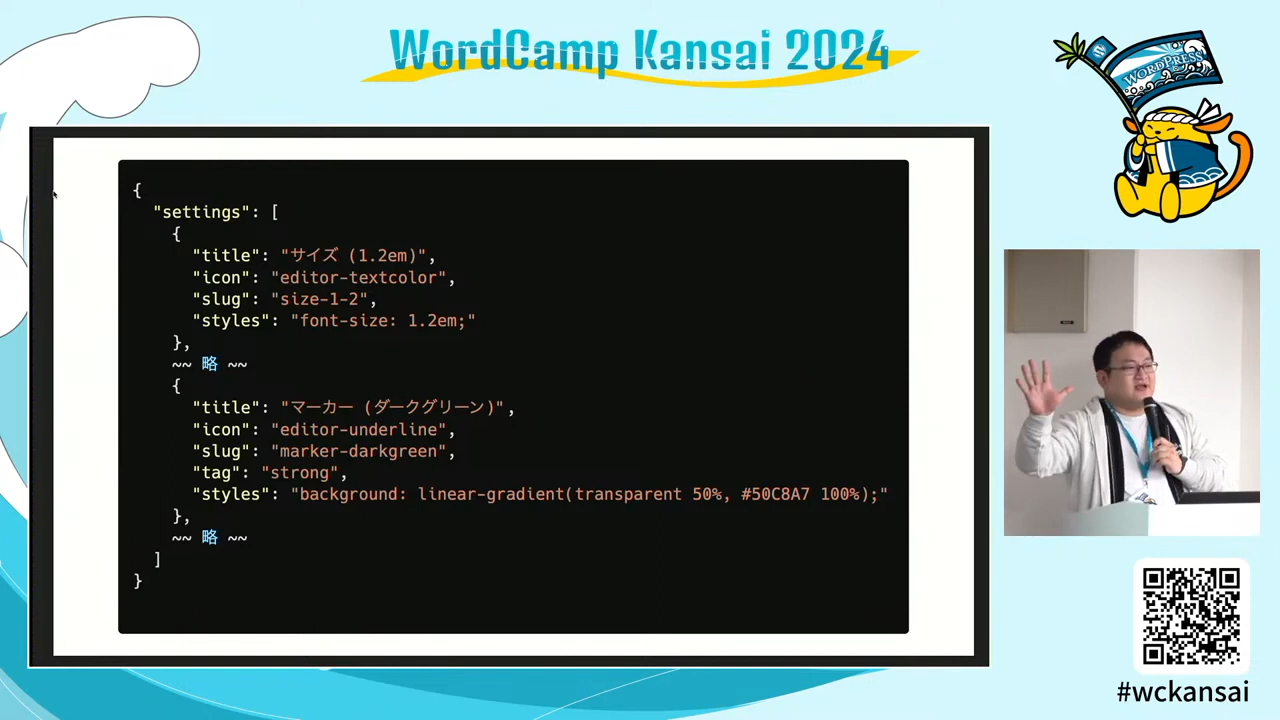 WordCamp Kansai 2024
W
WORDPRESS
{
"settings": [
{
"title": "サイズ (1.2em)",
"icon": "editor-textcolor",
"slug": "size-1-2",
"styles": "font-size: 1.2em;"
},
~~ 略 ~~
{
"title": "マーカー (ダークグリーン)",
"icon": "editor-underline",
"slug": "marker-darkgreen",
"tag": "strong",
"styles": "background: linear-gradient(transparent 50%, #50C8A7 100%);"
},
~~ 略 ~~
]
}
#wckansai